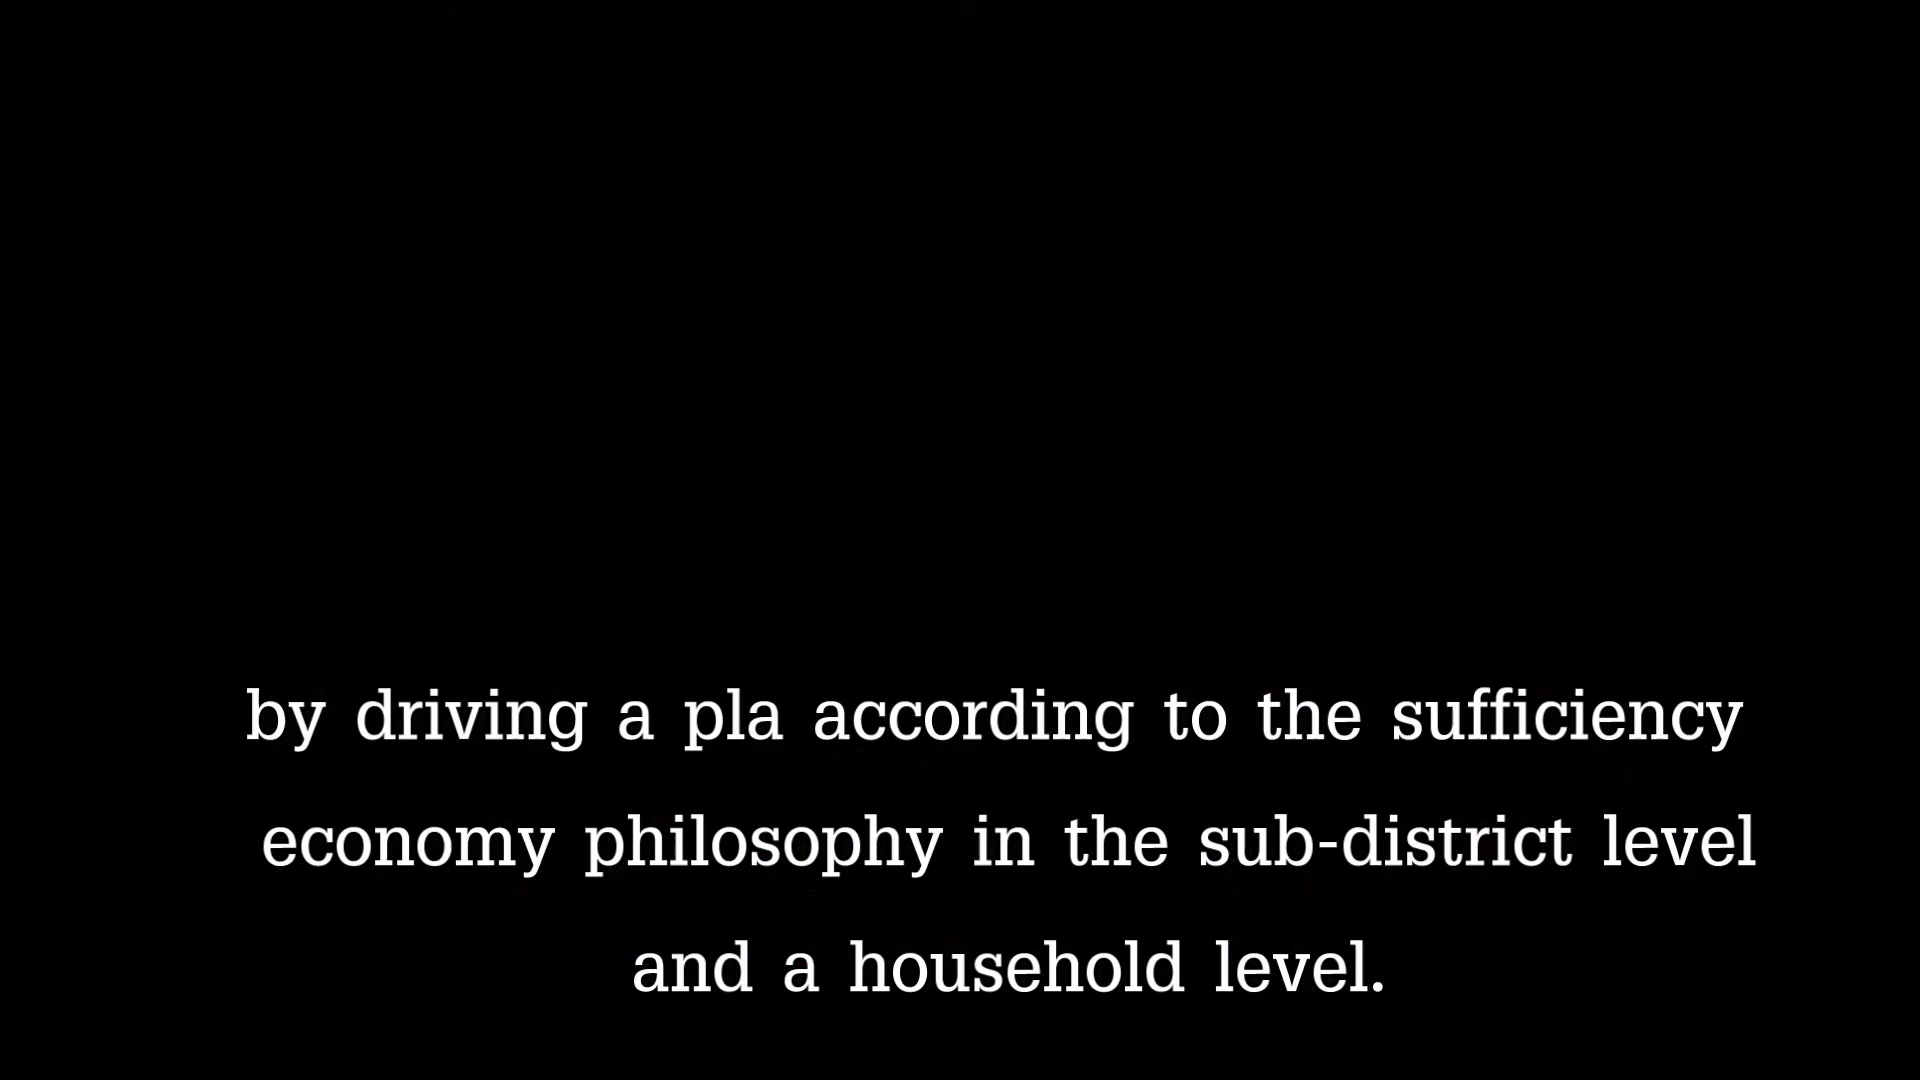 by driving a pla according to the sufficiency
economy philosophy in the sub-district level
and a household level.